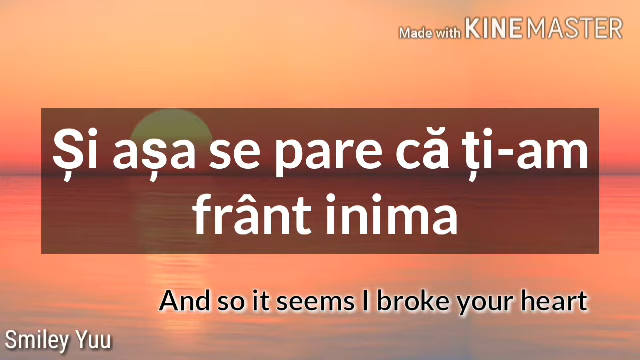 Made with KINEMASTER
Și așa se pare că ți-am
frânt inima
And so it seems I broke your heart
Smiley Yuu